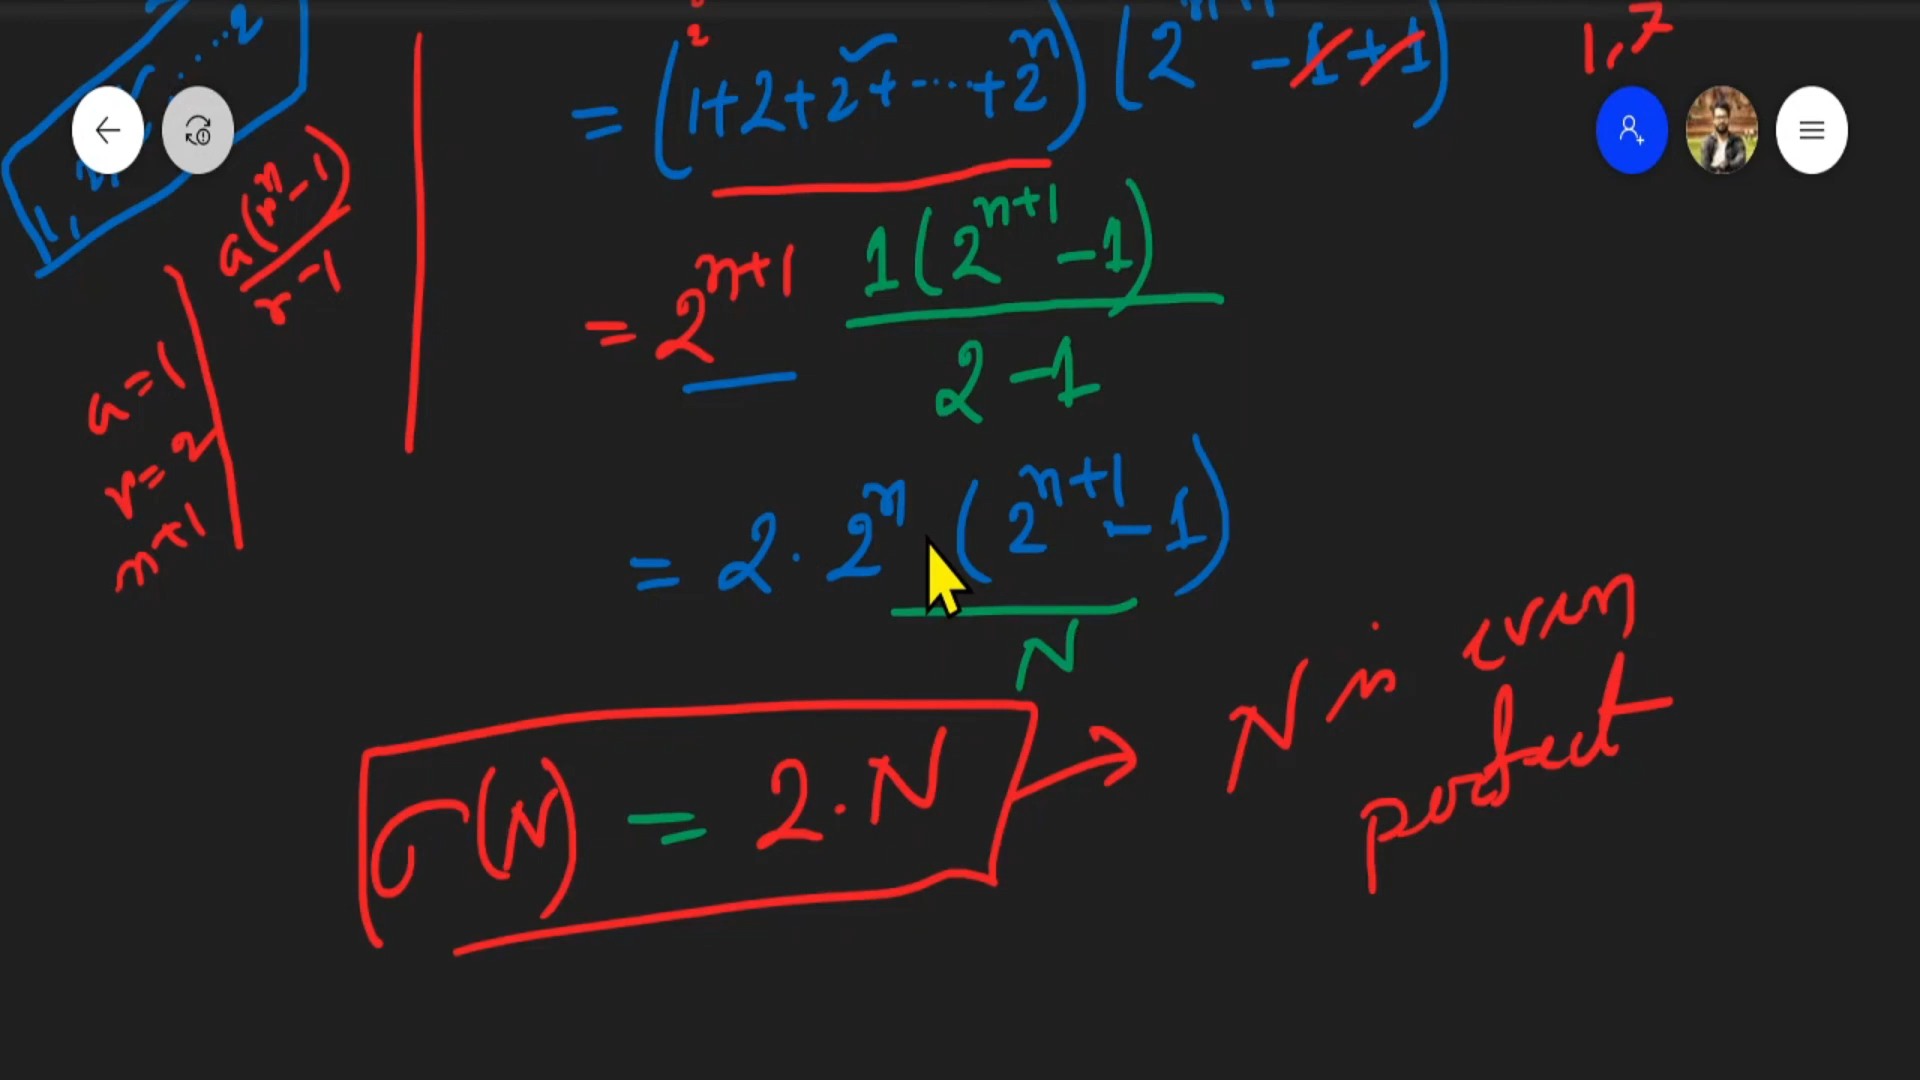 = (1+2+2²+....+2ⁿ) (2ⁿ⁺¹ -1+1)
1,7
a(rⁿ-1)
r-1
a=1
r=2
n+1
= 2ⁿ⁺¹ 1(2ⁿ⁺¹-1)
2-1
= 2·2ⁿ (2ⁿ⁺¹-1)
N
σ(N) = 2·N
N is even
perfect